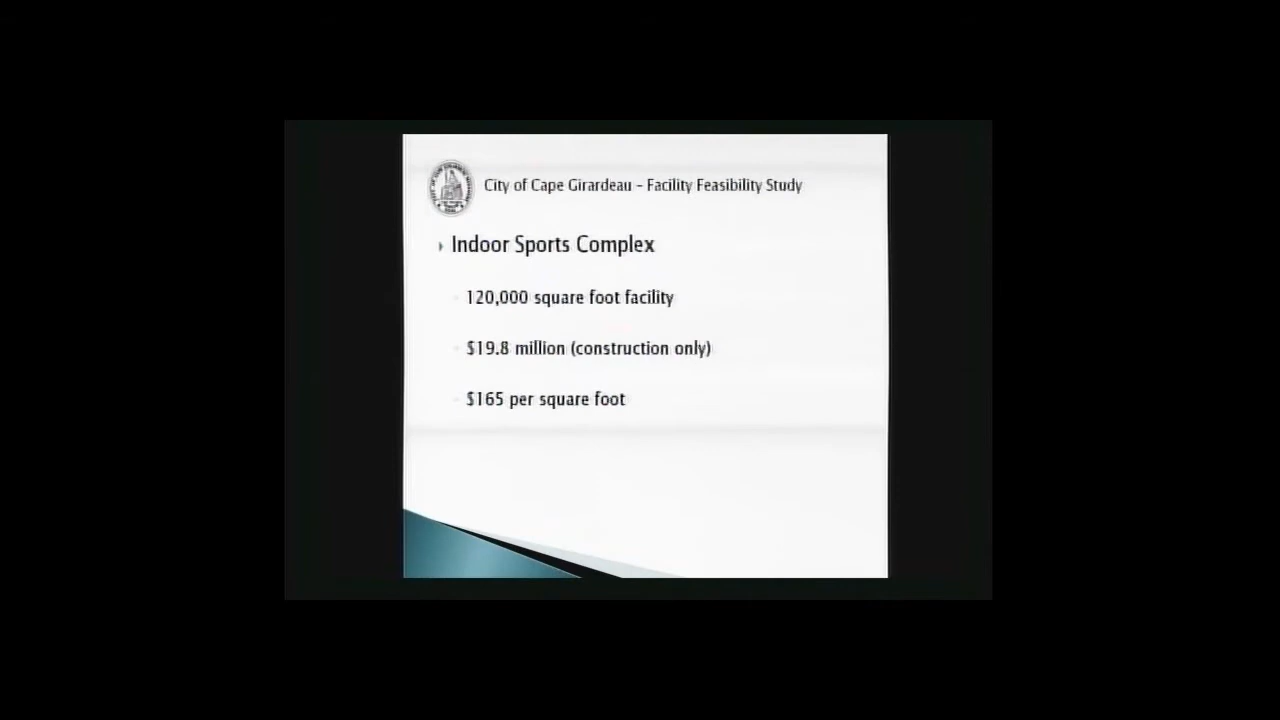 City of Cape Girardeau – Facility Feasibility Study
Indoor Sports Complex
120,000 square foot facility
$19.8 million (construction only)
$165 per square foot